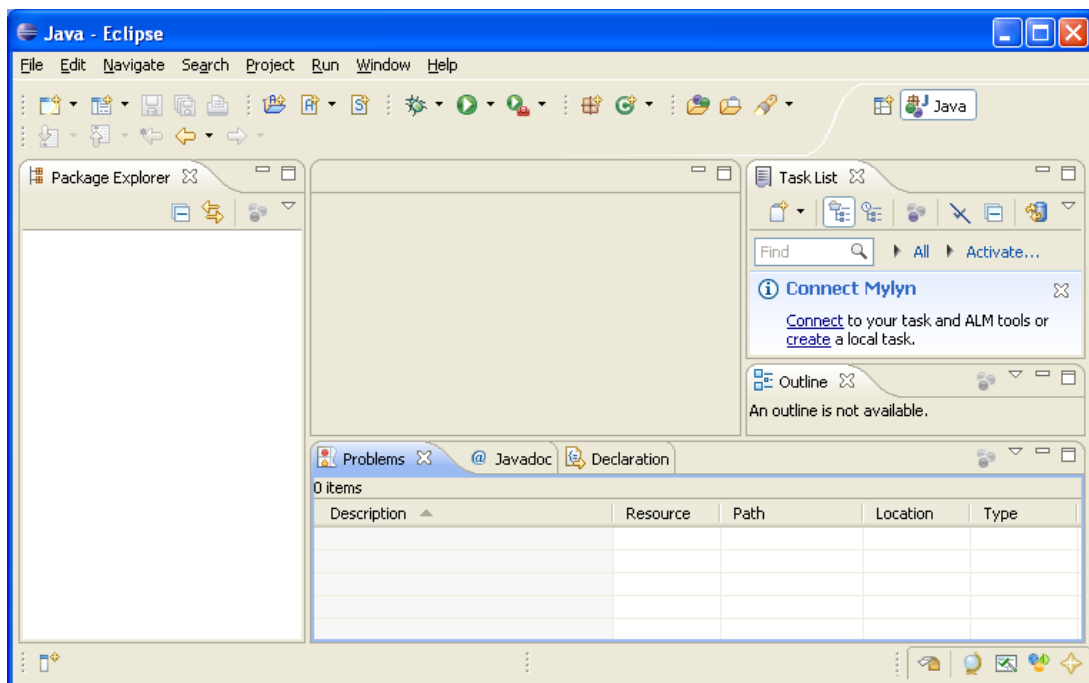 Java - Eclipse
File Edit Navigate Search Project Run Window Help
Java
Package Explorer
Task List
Find All Activate...
Connect Mylyn
Connect to your task and ALM tools or
create a local task.
Outline
An outline is not available.
Problems @ Javadoc Declaration
0 items
Description Resource Path Location Type